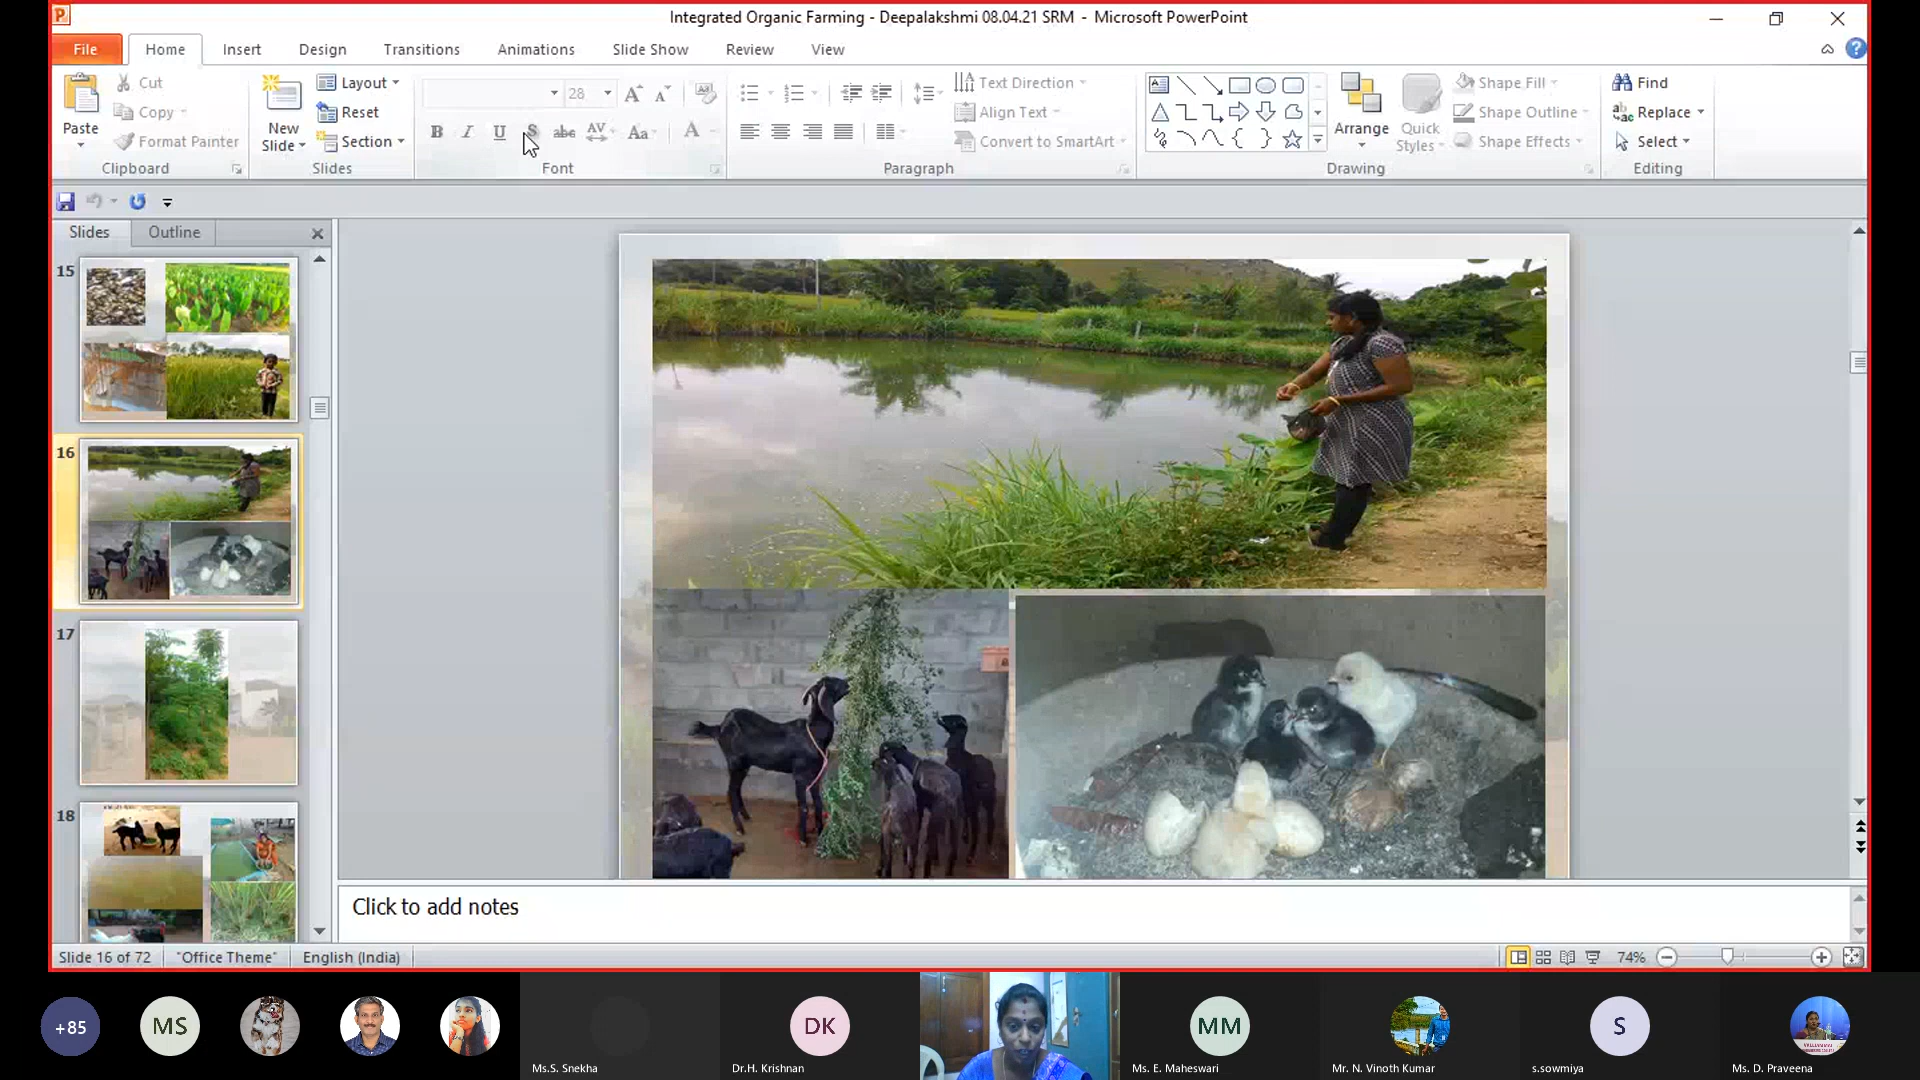 Integrated Organic Farming - Deepalakshmi 08.04.21 SRM - Microsoft PowerPoint
File Home Insert Design Transitions Animations Slide Show Review View
Paste
Cut
Copy
Format Painter
Clipboard
New Slide
Layout
Reset
Section
Slides
28
B I U S abc AV Aa A
Font
Text Direction
Align Text
Convert to SmartArt
Paragraph
Arrange
Quick Styles
Shape Fill
Shape Outline
Shape Effects
Drawing
Find
Replace
Select
Editing
Slides Outline
15
16
17
18
Click to add notes
Slide 16 of 72 "Office Theme" English (India) 74%
+85 MS DK MM S
Ms.S. Snekha Dr.H. Krishnan Ms. E. Maheswari Mr. N. Vinoth Kumar s.sowmiya Ms. D. Praveena